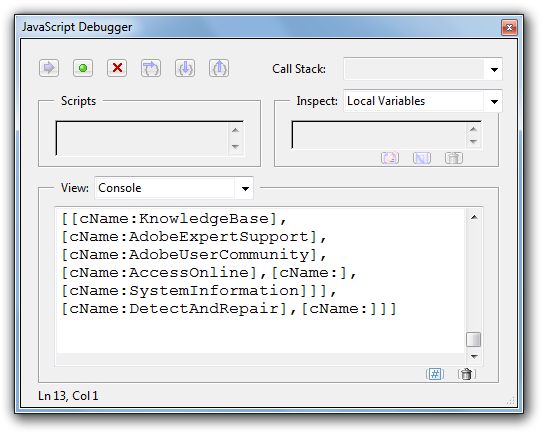 JavaScript Debugger
Call Stack:
Scripts
Inspect: Local Variables
View: Console
[[cName:KnowledgeBase],
[cName:AdobeExpertSupport],
[cName:AdobeUserCommunity],
[cName:AccessOnline],[cName:],
[cName:SystemInformation]]],
[cName:DetectAndRepair],[cName:]]]
Ln 13, Col 1